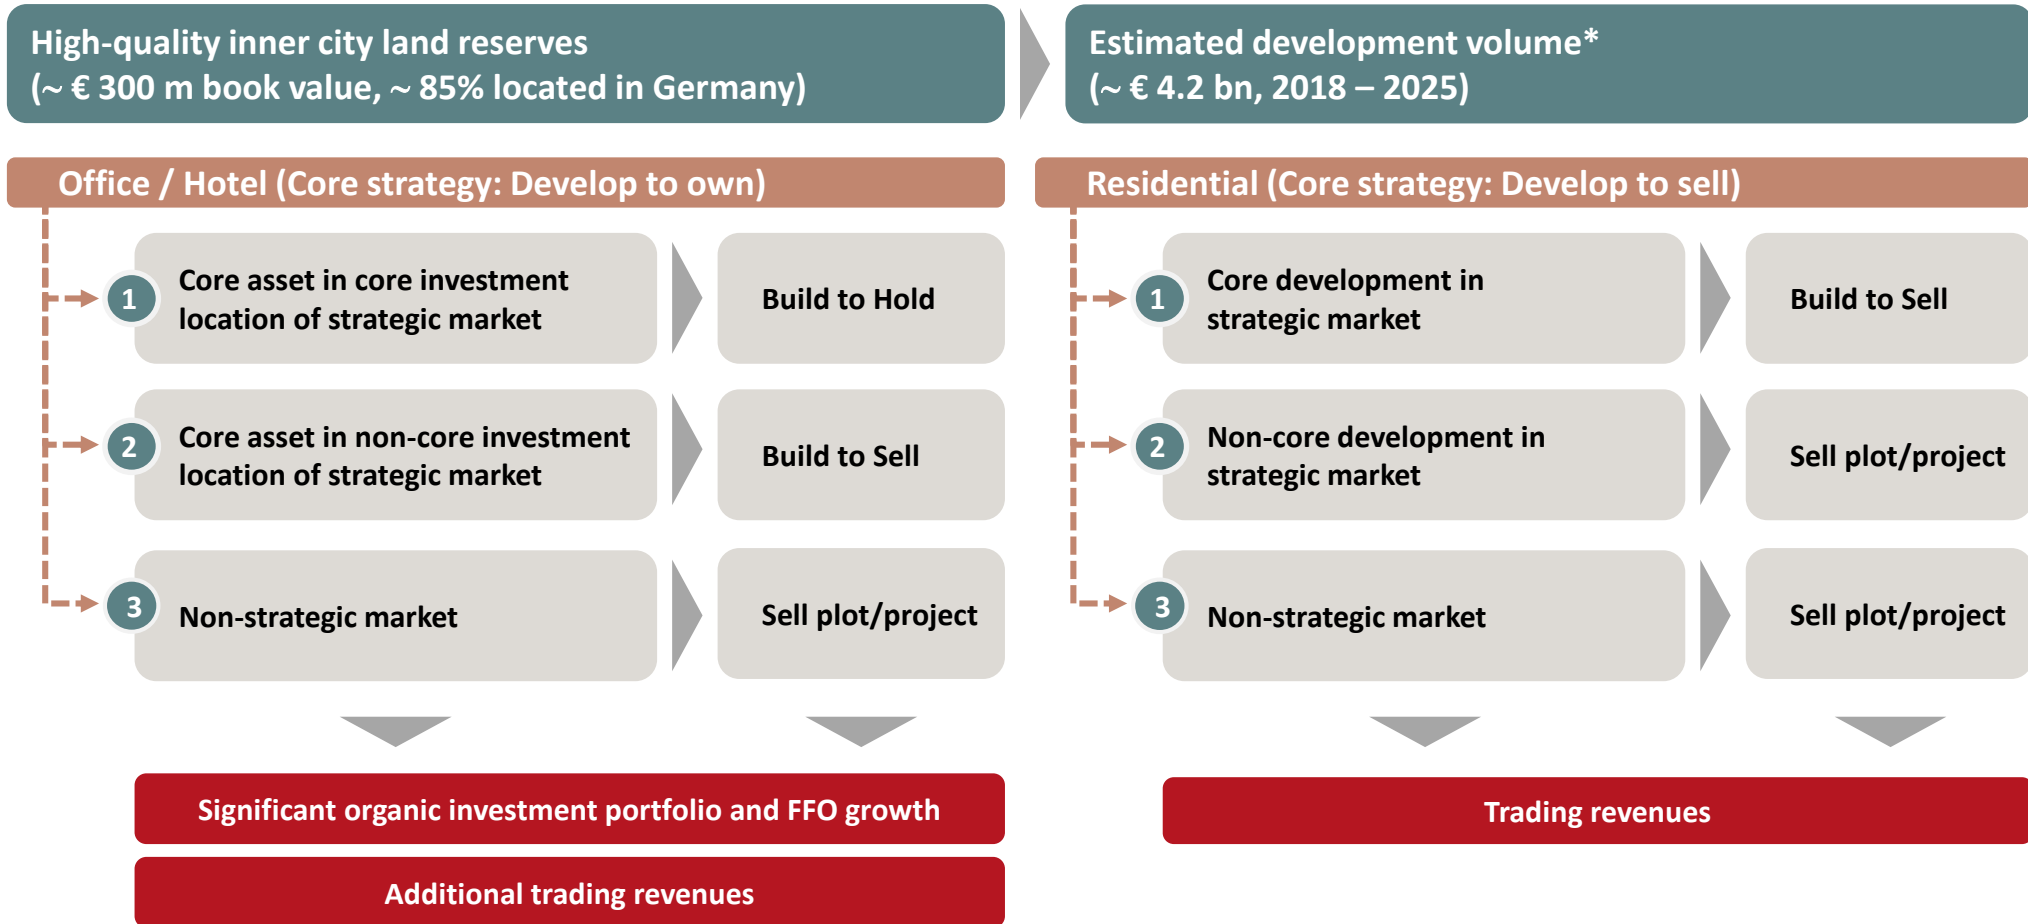 High-quality inner city land reserves
(~ € 300 m book value, ~ 85% located in Germany)
Estimated development volume*
(~ € 4.2 bn, 2018 – 2025)
Office / Hotel (Core strategy: Develop to own)
1
Core asset in core investment
location of strategic market
Build to Hold
2
Core asset in non-core investment
location of strategic market
Build to Sell
3
Non-strategic market
Sell plot/project
Significant organic investment portfolio and FFO growth
Additional trading revenues
Residential (Core strategy: Develop to sell)
1
Core development in
strategic market
Build to Sell
2
Non-core development in
strategic market
Sell plot/project
3
Non-strategic market
Sell plot/project
Trading revenues